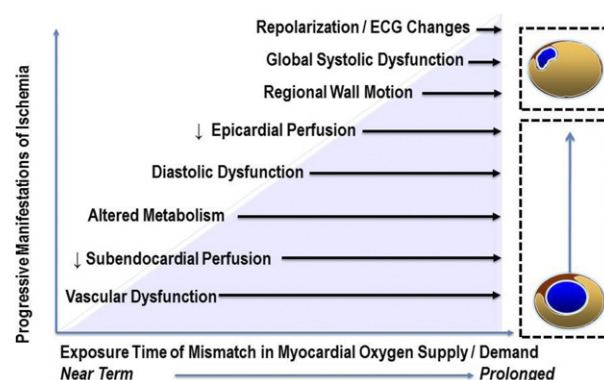 Repolarization / ECG Changes
Global Systolic Dysfunction
Regional Wall Motion
↓ Epicardial Perfusion
Diastolic Dysfunction
Altered Metabolism
↓ Subendocardial Perfusion
Vascular Dysfunction
Progressive Manifestations of Ischemia
Exposure Time of Mismatch in Myocardial Oxygen Supply / Demand
Near Term
Prolonged